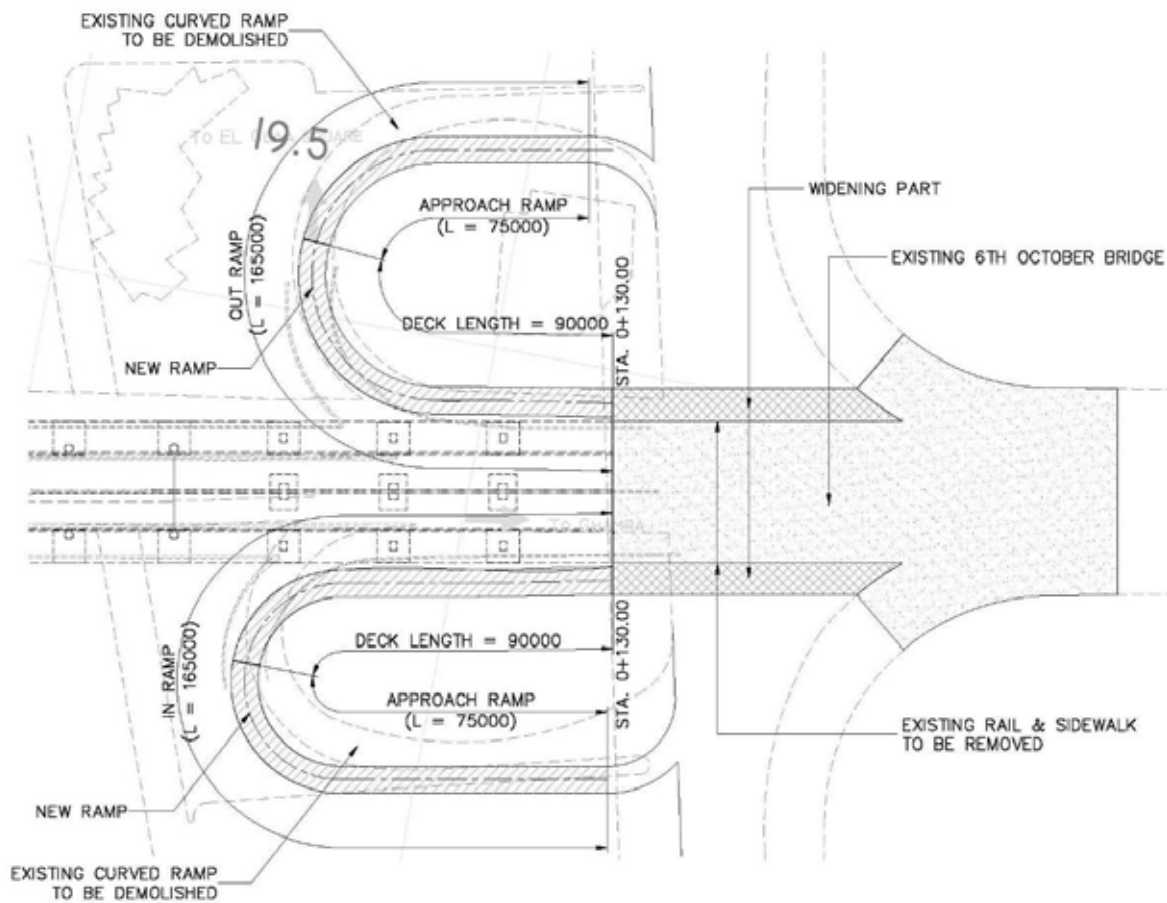 EXISTING CURVED RAMP
TO BE DEMOLISHED
19.5
APPROACH RAMP
(L = 75000)
WIDENING PART
EXISTING 6TH OCTOBER BRIDGE
OUT RAMP
(L = 165000)
DECK LENGTH = 90000
STA. 0+130.00
NEW RAMP
TO GHAMRA
DECK LENGTH = 90000
STA. 0+130.00
IN RAMP
(L = 165000)
APPROACH RAMP
(L = 75000)
EXISTING RAIL & SIDEWALK
TO BE REMOVED
NEW RAMP
EXISTING CURVED RAMP
TO BE DEMOLISHED